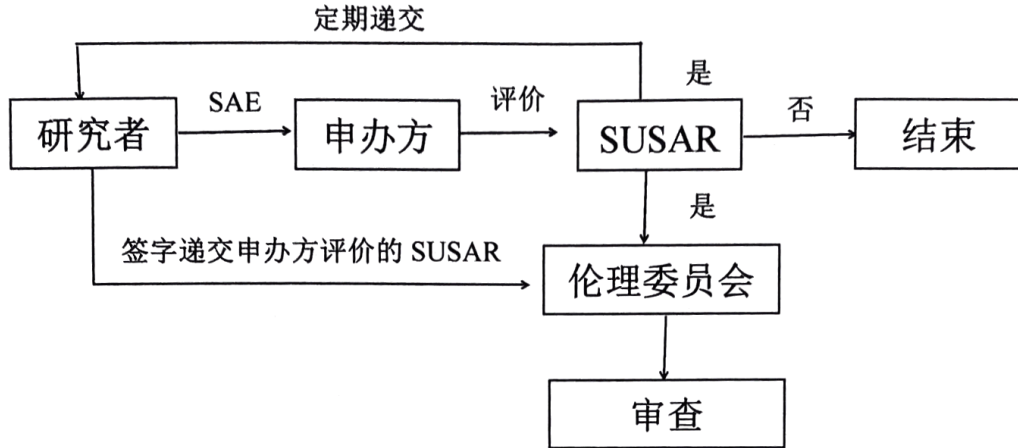 定期递交
是
SAE
评价
否
研究者
申办方
SUSAR
结束
是
签字递交申办方评价的 SUSAR
伦理委员会
审查